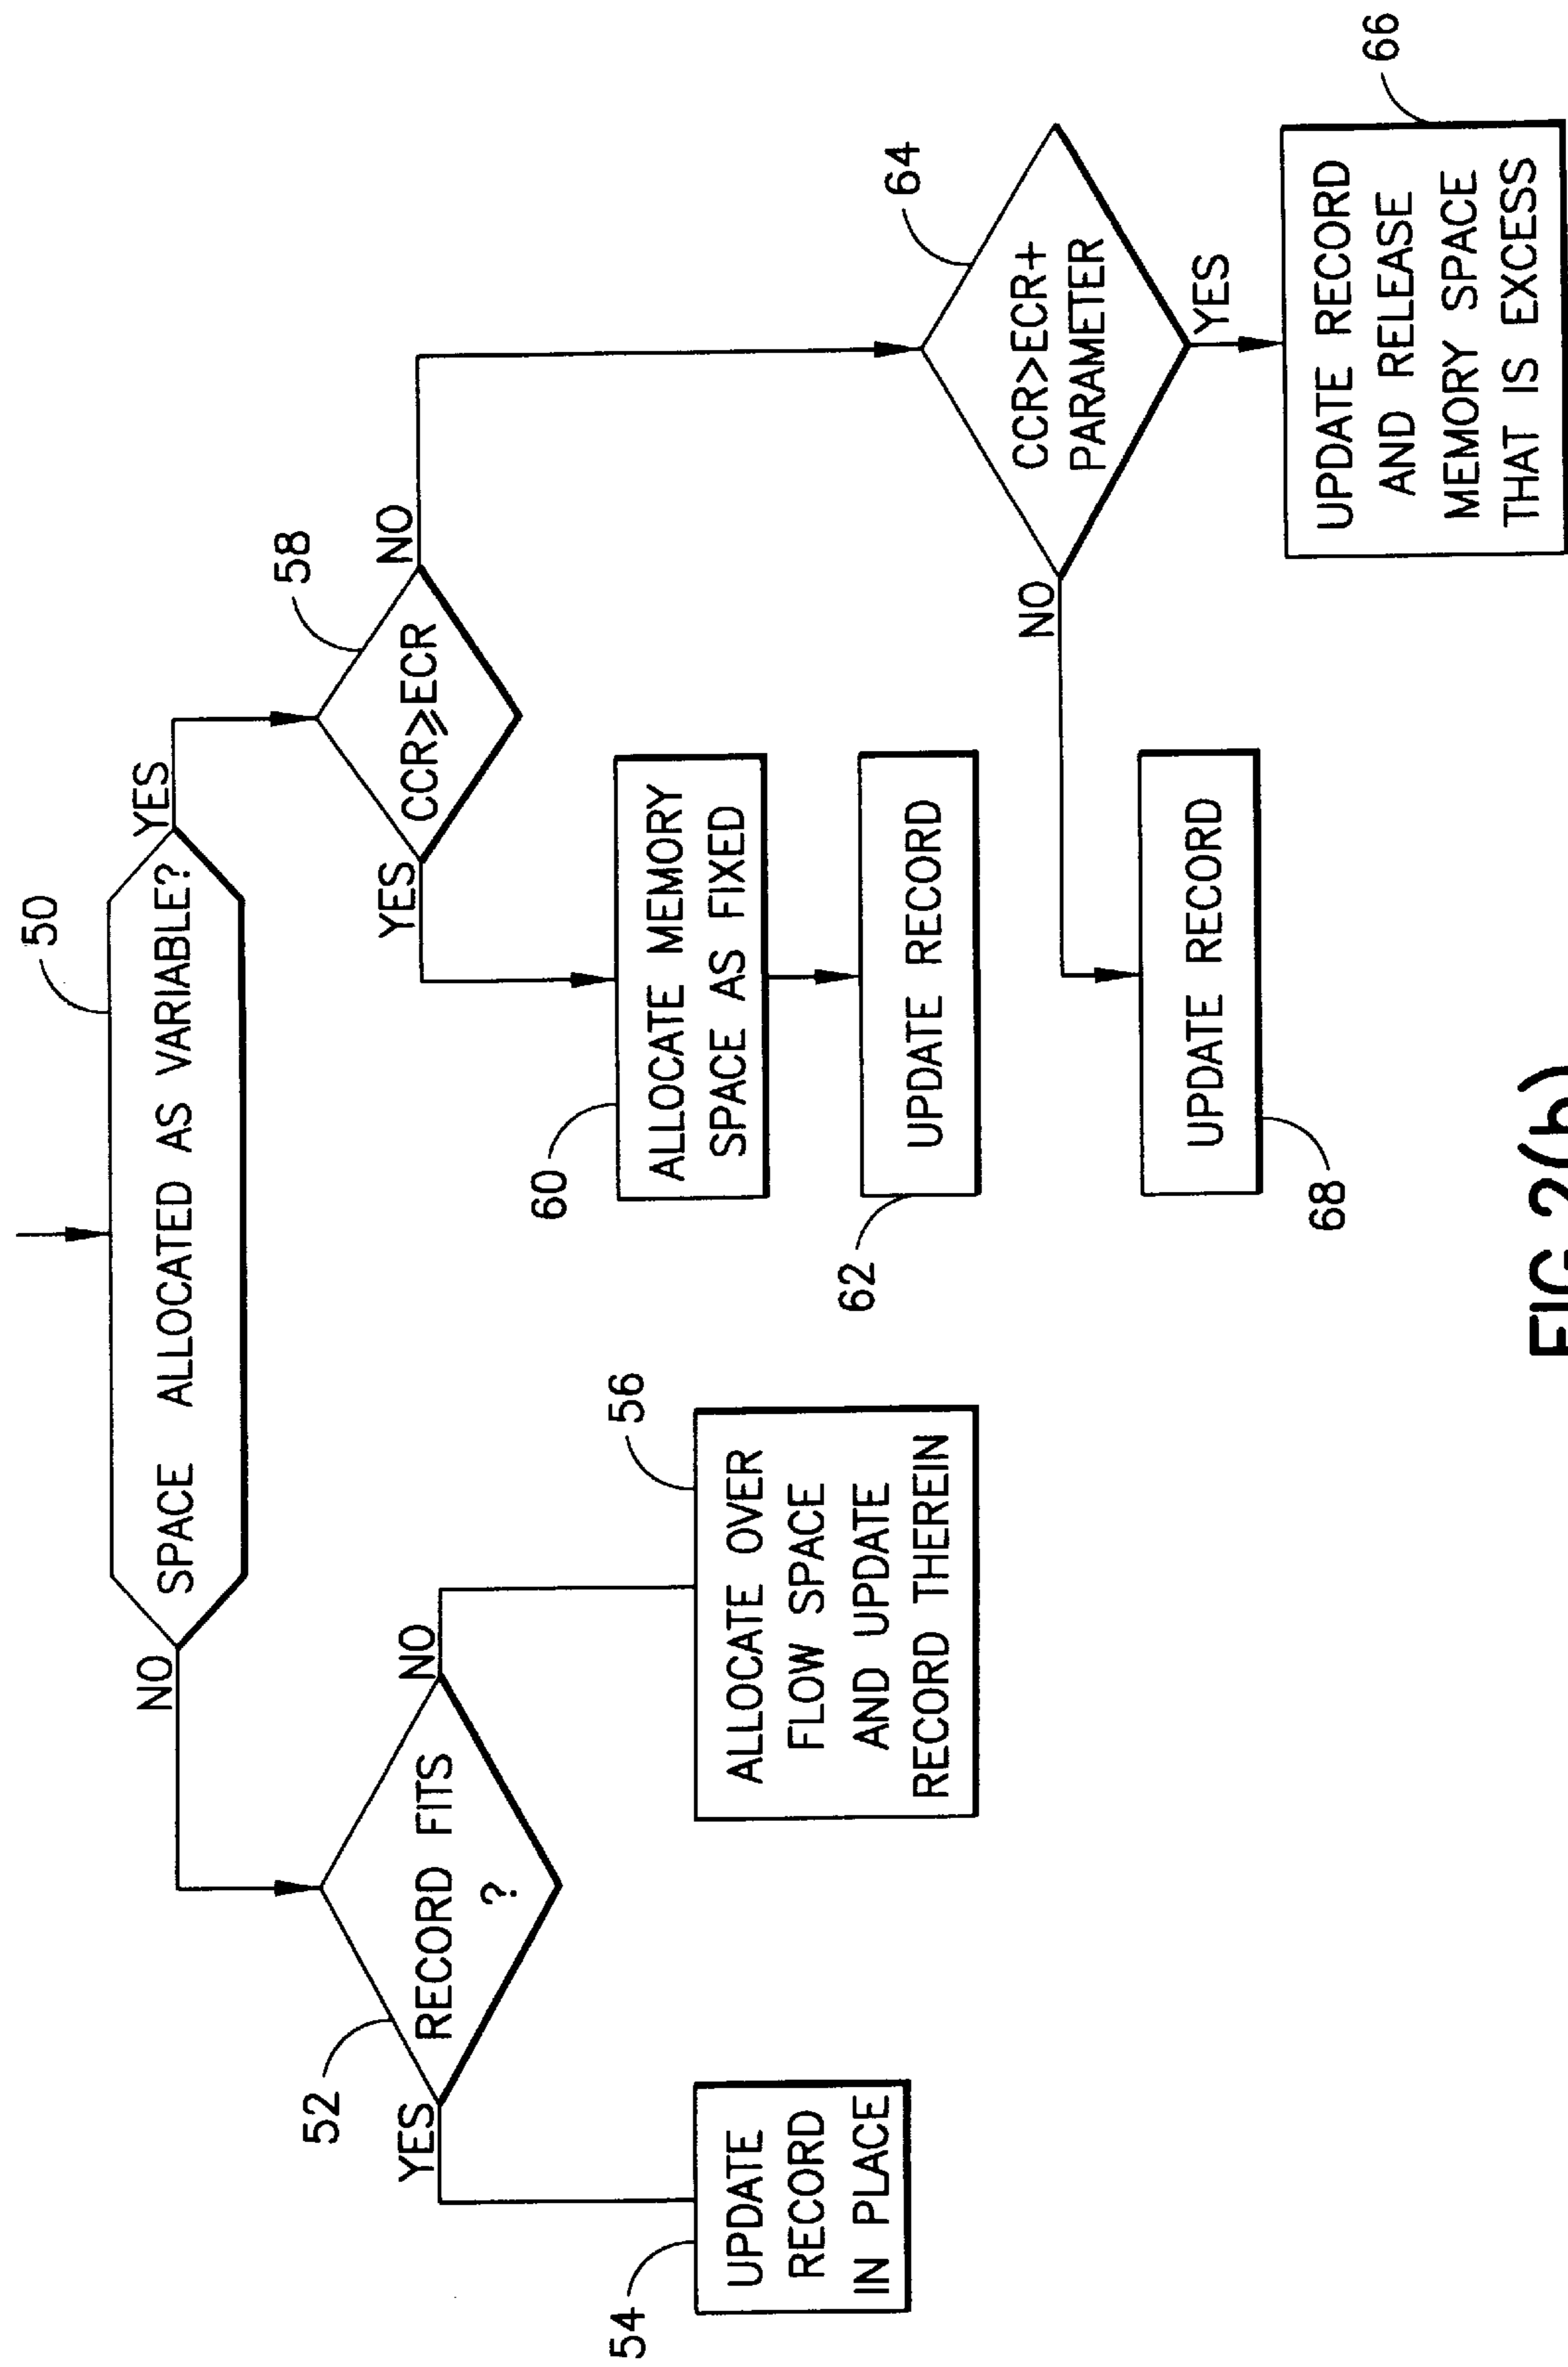 50
SPACE ALLOCATED AS VARIABLE?
NO
YES
52
RECORD FITS
?
YES
NO
54
UPDATE
RECORD
IN PLACE
56
ALLOCATE OVER
FLOW SPACE
AND UPDATE
RECORD THEREIN
58
CCR≥ECR
YES
NO
60
ALLOCATE MEMORY
SPACE AS FIXED
62
UPDATE RECORD
64
CCR>ECR+
PARAMETER
NO
YES
68
UPDATE RECORD
66
UPDATE RECORD
AND RELEASE
MEMORY SPACE
THAT IS EXCESS
FIG.2(b)